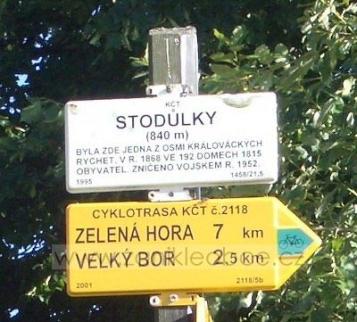 KČT
STODŮLKY
(840 m)
BYLA ZDE JEDNA Z OSMI KRÁLOVÁCKÝCH
RYCHET. V R. 1868 VE 192 DOMECH 1815
OBYVATEL. ZNIČENO VOJSKEM R. 1952.
1995 1458/21,5
CYKLOTRASA KČT č.2118
ZELENÁ HORA 7 km
VELKÝ BOR 2,5 km
2001 2118/5b